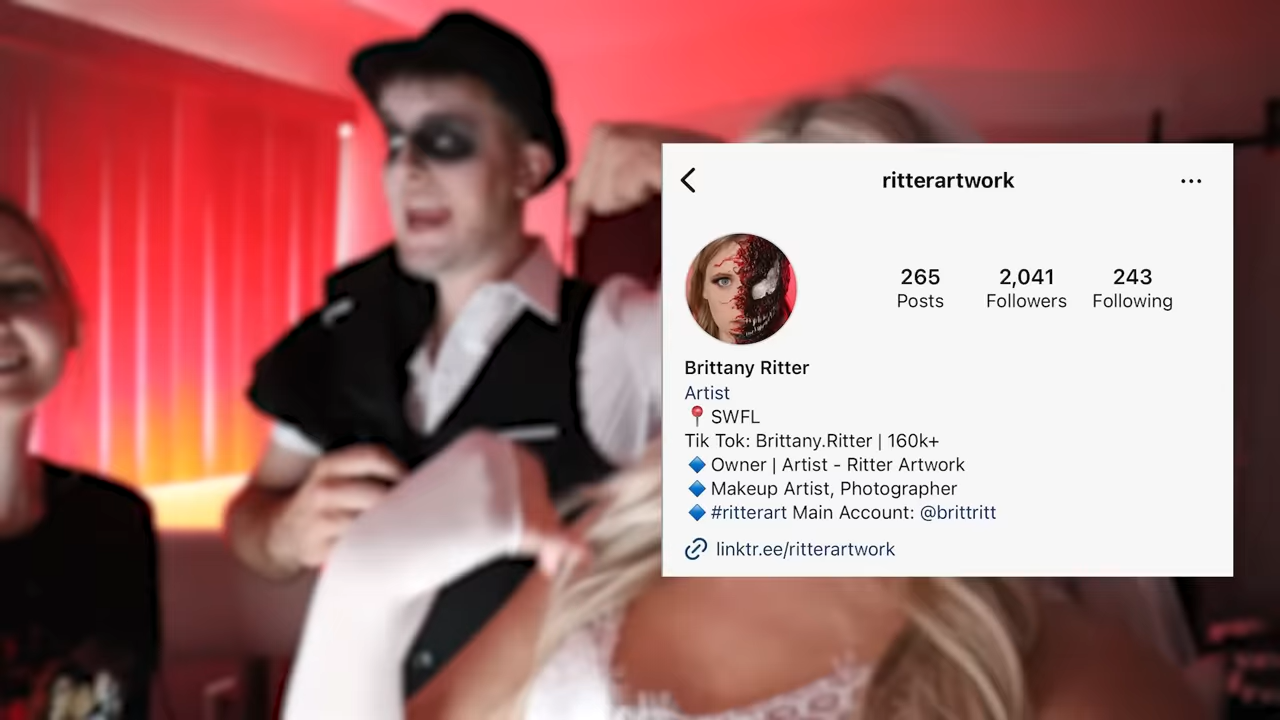 ritterartwork
265 2,041 243
Posts Followers Following
Brittany Ritter
Artist
📍 SWFL
Tik Tok: Brittany.Ritter | 160k+
🔷 Owner | Artist - Ritter Artwork
🔷 Makeup Artist, Photographer
🔷 #ritterart Main Account: @brittritt
linktr.ee/ritterartwork